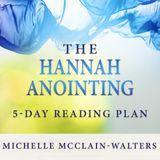 THE
HANNAH
ANOINTING
5-DAY READING PLAN
MICHELLE MCCLAIN-WALTERS